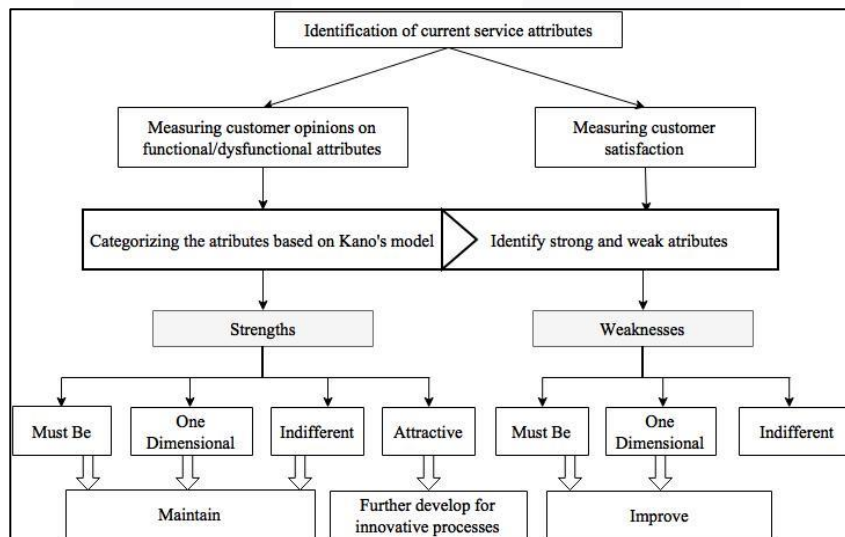 Identification of current service attributes
Measuring customer opinions on
functional/dysfunctional attributes
Measuring customer
satisfaction
Categorizing the atributes based on Kano's model
Identify strong and weak atributes
Strengths
Weaknesses
Must Be
One
Dimensional
Indifferent
Attractive
Must Be
One
Dimensional
Indifferent
Maintain
Further develop for
innovative processes
Improve